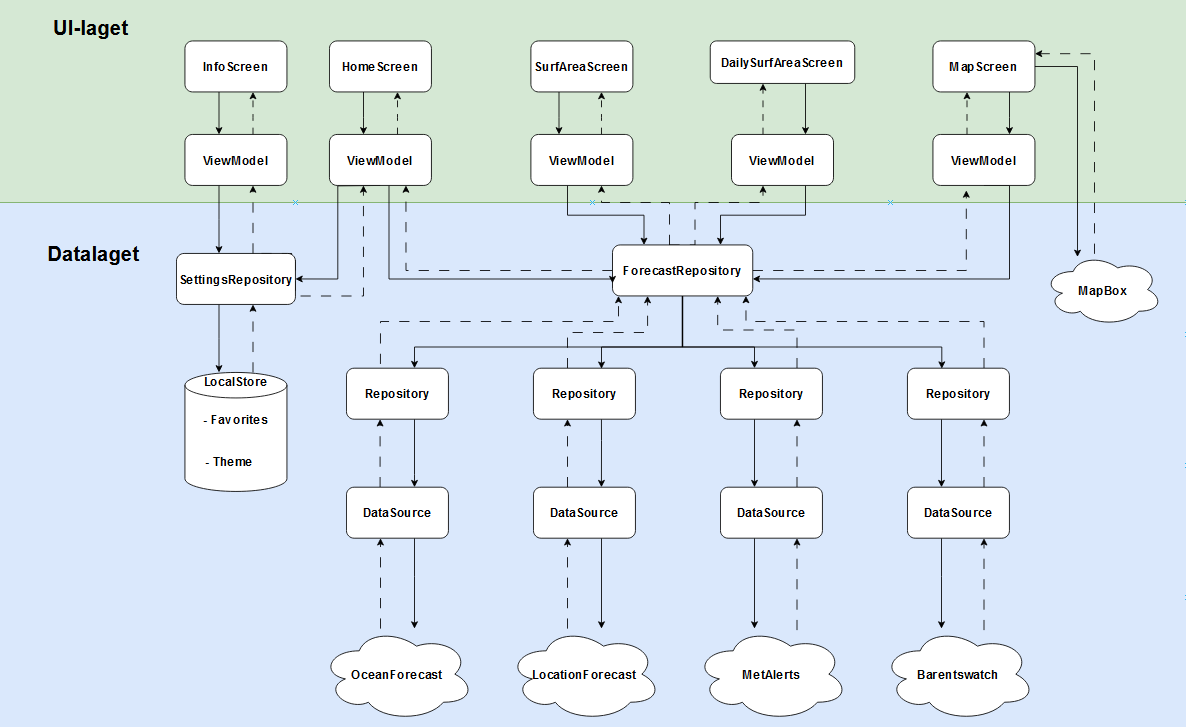 UI-laget
InfoScreen
HomeScreen
SurfAreaScreen
DailySurfAreaScreen
MapScreen
ViewModel
ViewModel
ViewModel
ViewModel
ViewModel
Datalaget
SettingsRepository
ForecastRepository
MapBox
LocalStore
- Favorites
- Theme
Repository
Repository
Repository
Repository
DataSource
DataSource
DataSource
DataSource
OceanForecast
LocationForecast
MetAlerts
Barentswatch